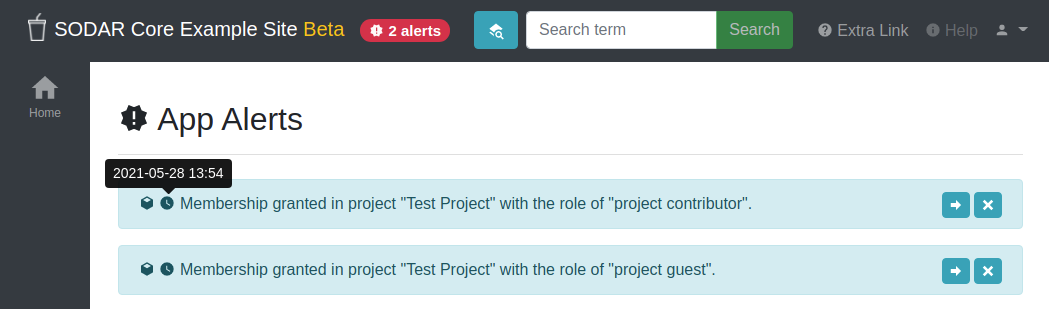 SODAR Core Example Site Beta 2 alerts Search term Search Extra Link Help
Home
App Alerts
2021-05-28 13:54
Membership granted in project "Test Project" with the role of "project contributor".
Membership granted in project "Test Project" with the role of "project guest".